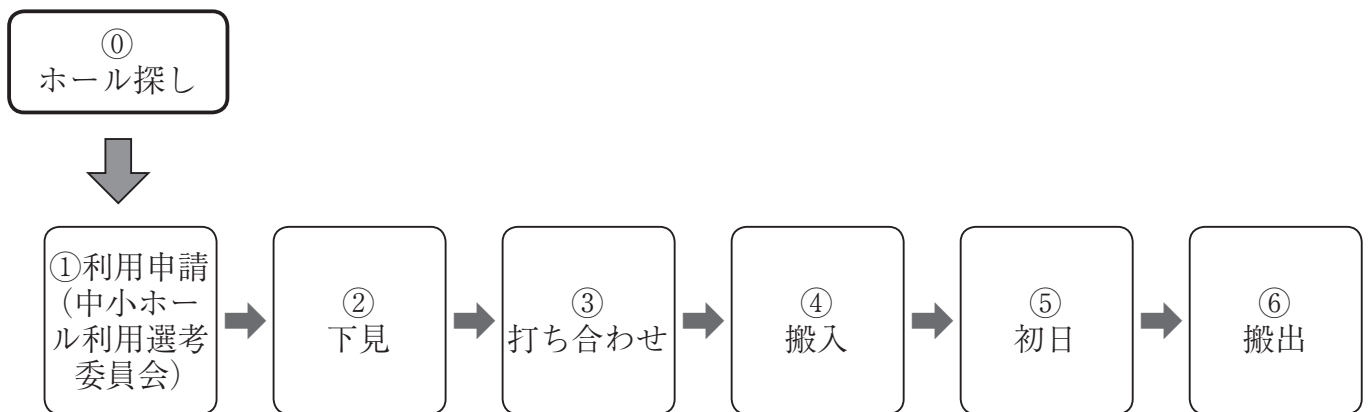 ⓪
ホール探し
①利用申請
（中小ホー
ル利用選考
委員会）
②
下見
③
打ち合わせ
④
搬入
⑤
初日
⑥
搬出